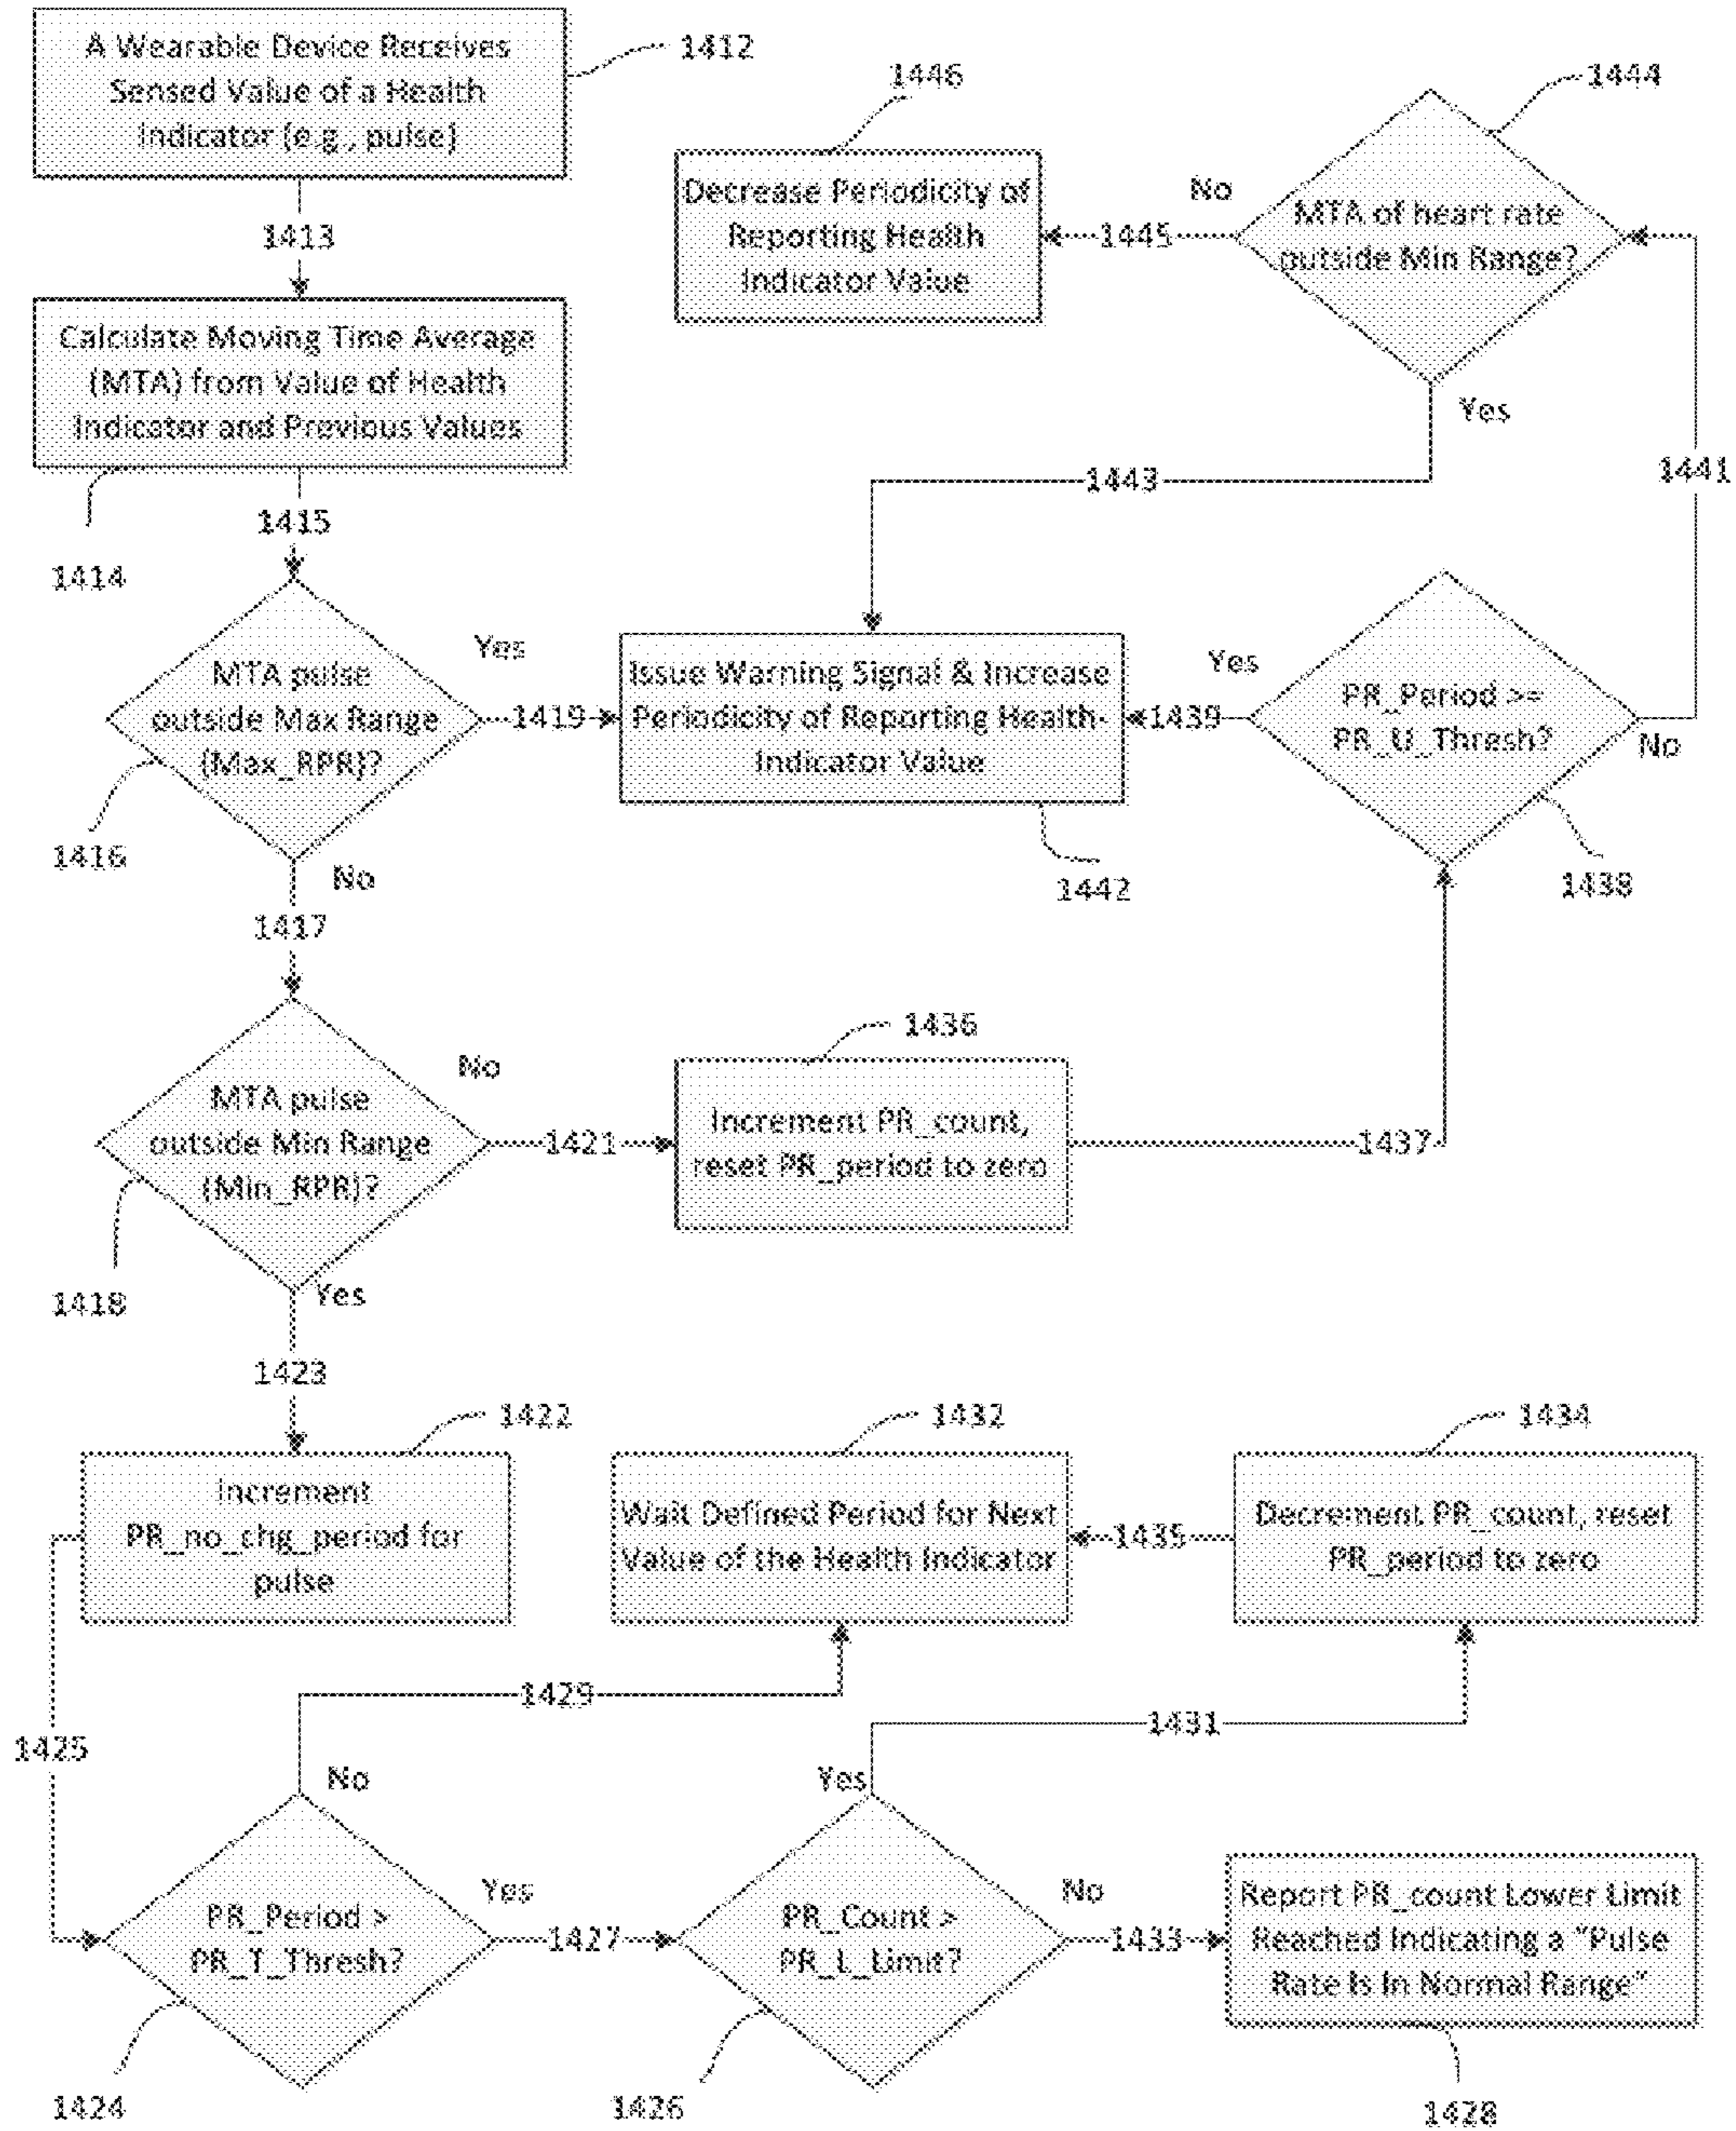 A Wearable Device Receives
Sensed Value of a Health
Indicator (e.g., pulse)
1412
1413
Calculate Moving Time Average
(MTA) from Value of Health
Indicator and Previous Values
1414
1415
MTA pulse
outside Max Range
(Max_RPR)?
1416
Yes
1419
No
1417
MTA pulse
outside Min Range
(Min_RPR)?
1418
No
1421
Yes
1423
Increment
PR_no_chg_period for
pulse
1422
1425
PR_Period >
PR_T_Thresh?
1424
No
1429
Yes
1427
PR_Count >
PR_L_Limit?
1426
Yes
1431
No
1433
Report PR_count Lower Limit
Reached Indicating a "Pulse
Rate Is In Normal Range"
1428
Wait Defined Period for Next
Value of the Health Indicator
1432
1435
Decrement PR_count, reset
PR_period to zero
1434
Increment PR_count,
reset PR_period to zero
1436
1437
PR_Period >=
PR_U_Thresh?
1438
Yes
1439
No
1441
Issue Warning Signal & Increase
Periodicity of Reporting Health-
Indicator Value
1442
MTA of heart rate
outside Min Range?
1444
Yes
1443
No
1445
Decrease Periodicity of
Reporting Health
Indicator Value
1446